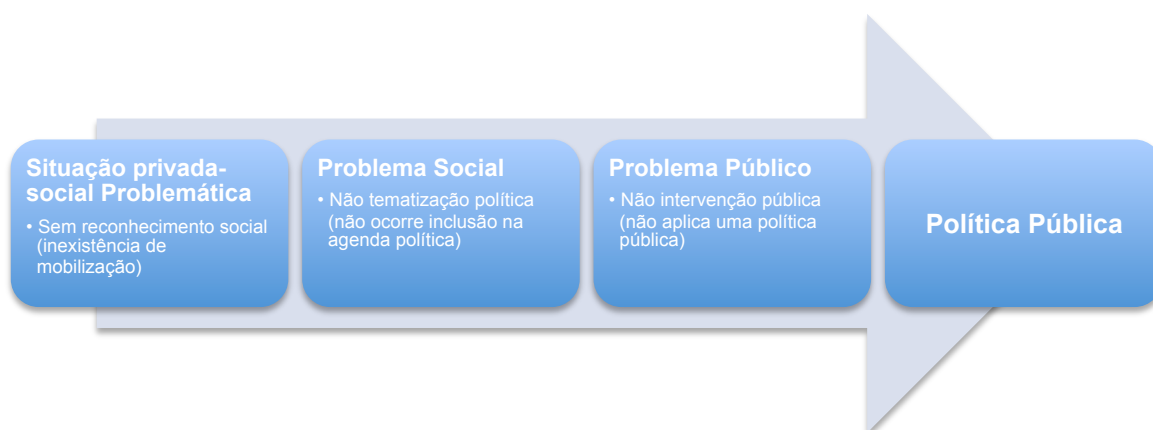 Situação privada-
social Problemática
• Sem reconhecimento social
(inexistência de
mobilização)
Problema Social
• Não tematização política
(não ocorre inclusão na
agenda política)
Problema Público
• Não intervenção pública
(não aplica uma política
pública)
Política Pública